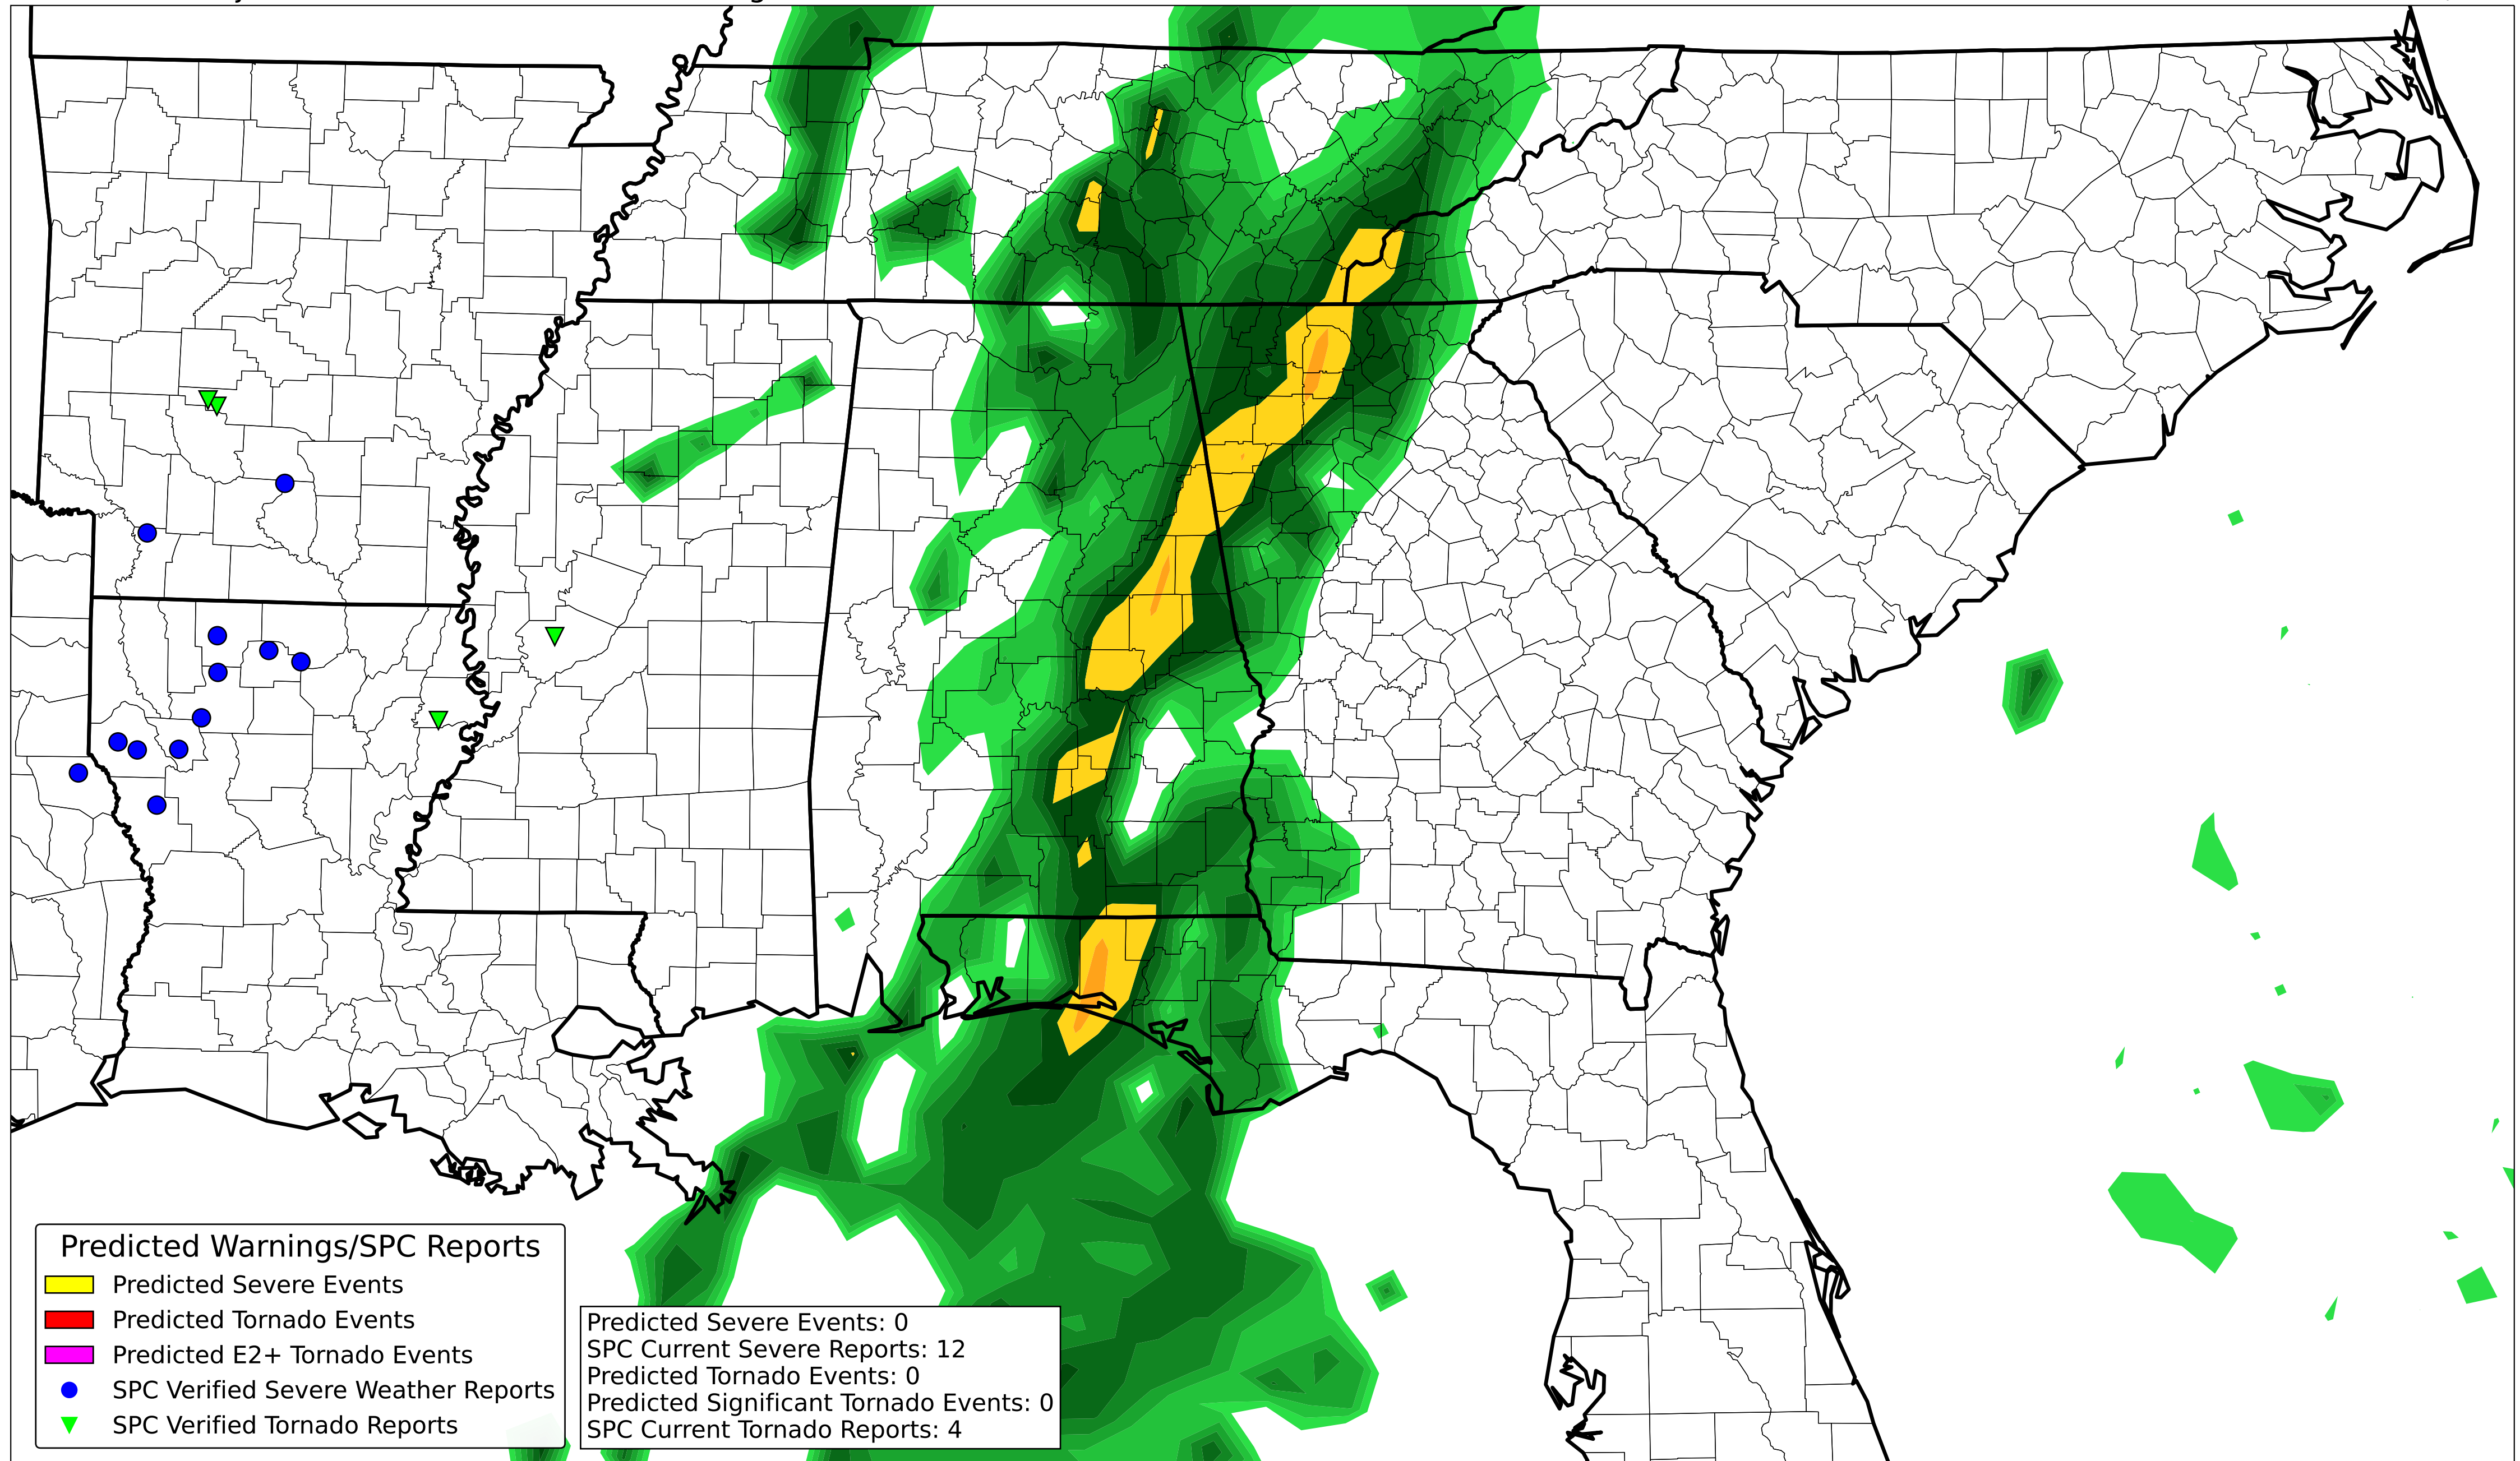 Predicted Warnings/SPC Reports
Predicted Severe Events
Predicted Tornado Events
Predicted E2+ Tornado Events
SPC Verified Severe Weather Reports
SPC Verified Tornado Reports
Predicted Severe Events: 0
SPC Current Severe Reports: 12
Predicted Tornado Events: 0
Predicted Significant Tornado Events: 0
SPC Current Tornado Reports: 4